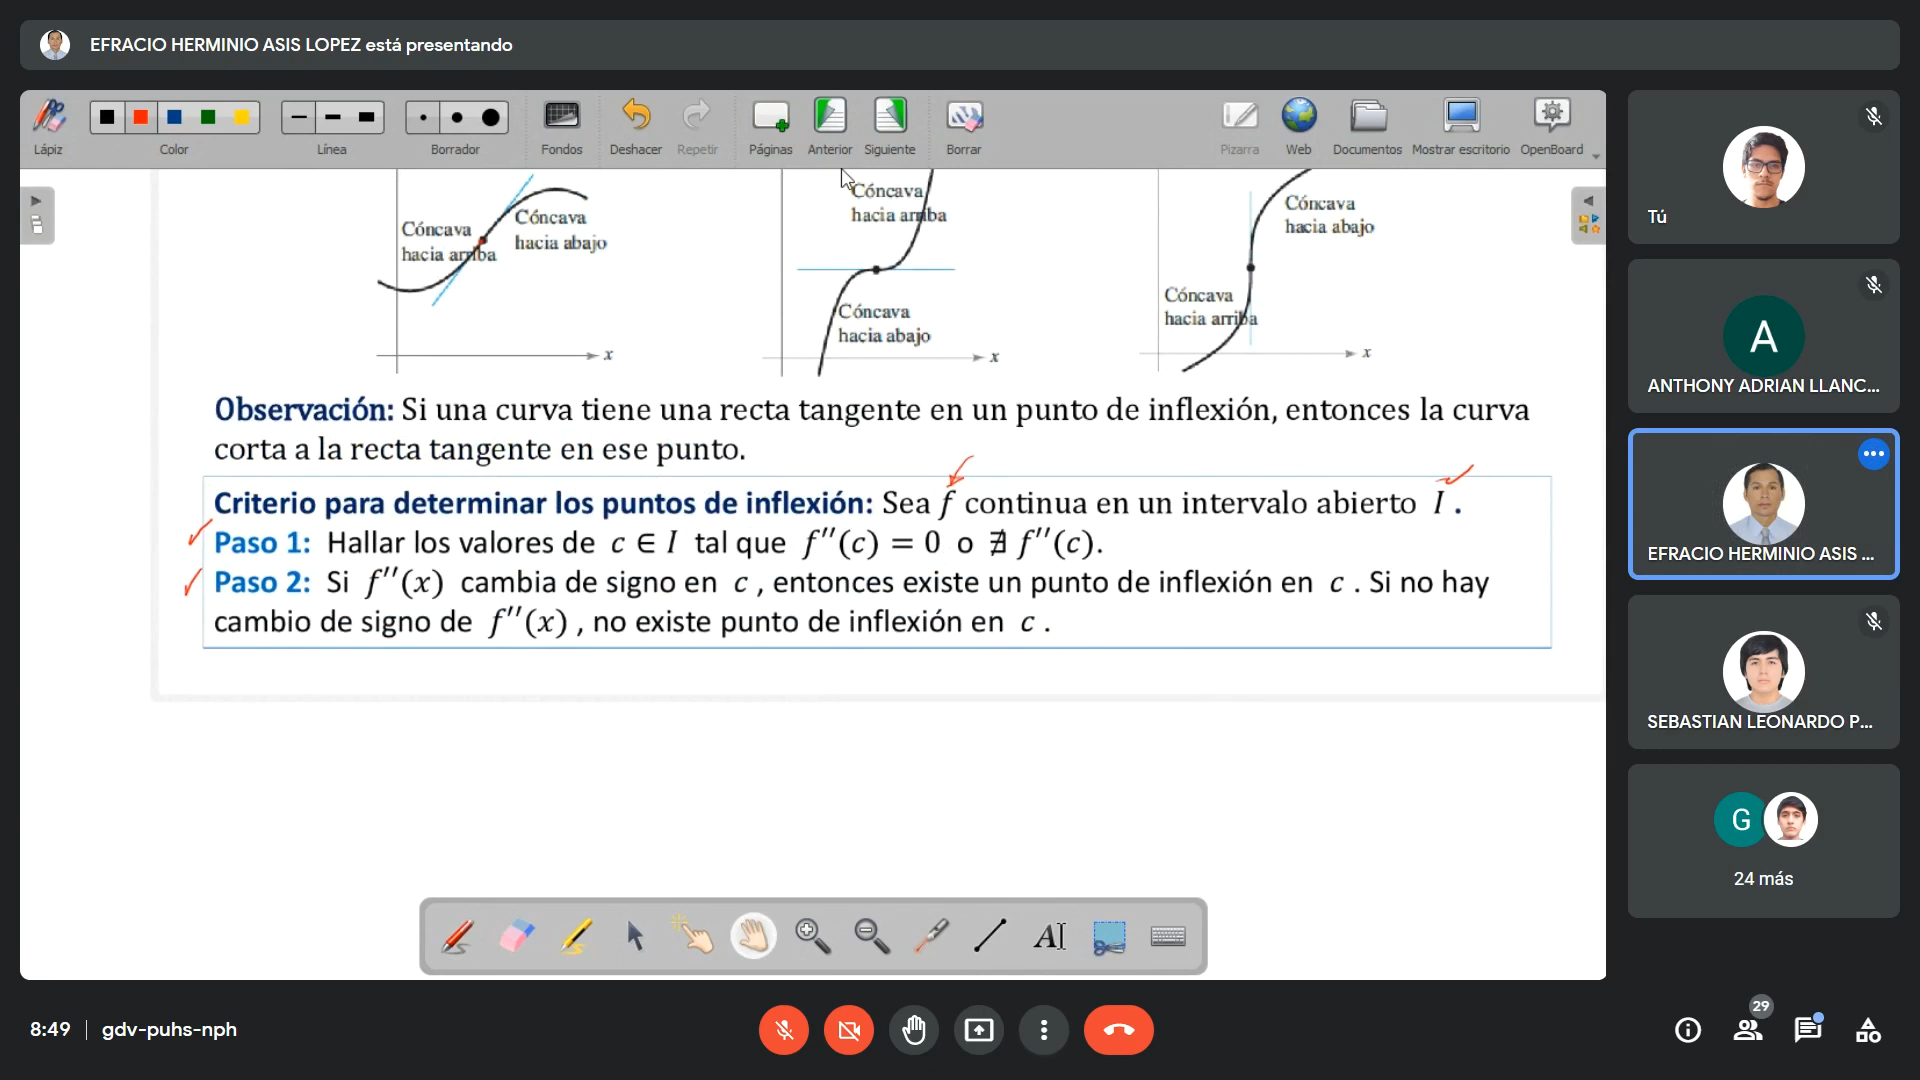 EFRACIO HERMINIO ASIS LOPEZ está presentando
Lápiz
Color
Línea
Borrador
Fondos
Deshacer
Repetir
Páginas
Anterior
Siguiente
Borrar
Pizarra
Web
Documentos
Mostrar escritorio
OpenBoard
Cóncava
hacia arriba
Cóncava
hacia abajo
x
Cóncava
hacia arriba
Cóncava
hacia abajo
x
Cóncava
hacia abajo
Cóncava
hacia arriba
x
Observación: Si una curva tiene una recta tangente en un punto de inflexión, entonces la curva
corta a la recta tangente en ese punto.
Criterio para determinar los puntos de inflexión: Sea f continua en un intervalo abierto I .
Paso 1: Hallar los valores de c ∈ I tal que f′′(c) = 0 o ∄ f′′(c).
Paso 2: Si f′′(x) cambia de signo en c , entonces existe un punto de inflexión en c . Si no hay
cambio de signo de f′′(x) , no existe punto de inflexión en c .
AI
Tú
A
ANTHONY ADRIAN LLANC...
EFRACIO HERMINIO ASIS ...
SEBASTIAN LEONARDO P...
G
24 más
8:49 | gdv-puhs-nph
29